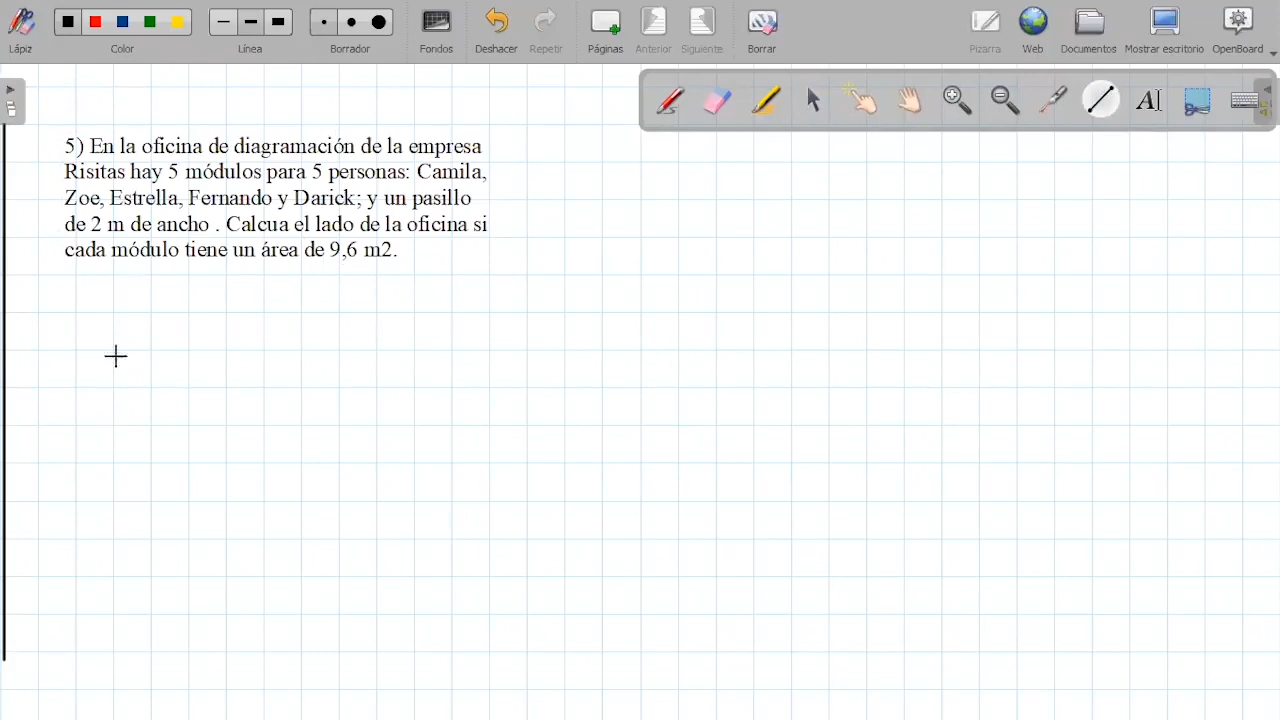 Lápiz
Color
Línea
Borrador
Fondos
Deshacer
Repetir
Páginas
Anterior
Siguiente
Borrar
Pizarra
Web
Documentos
Mostrar escritorio
OpenBoard
5) En la oficina de diagramación de la empresa
Risitas hay 5 módulos para 5 personas: Camila,
Zoe, Estrella, Fernando y Darick; y un pasillo
de 2 m de ancho . Calcua el lado de la oficina si
cada módulo tiene un área de 9,6 m2.